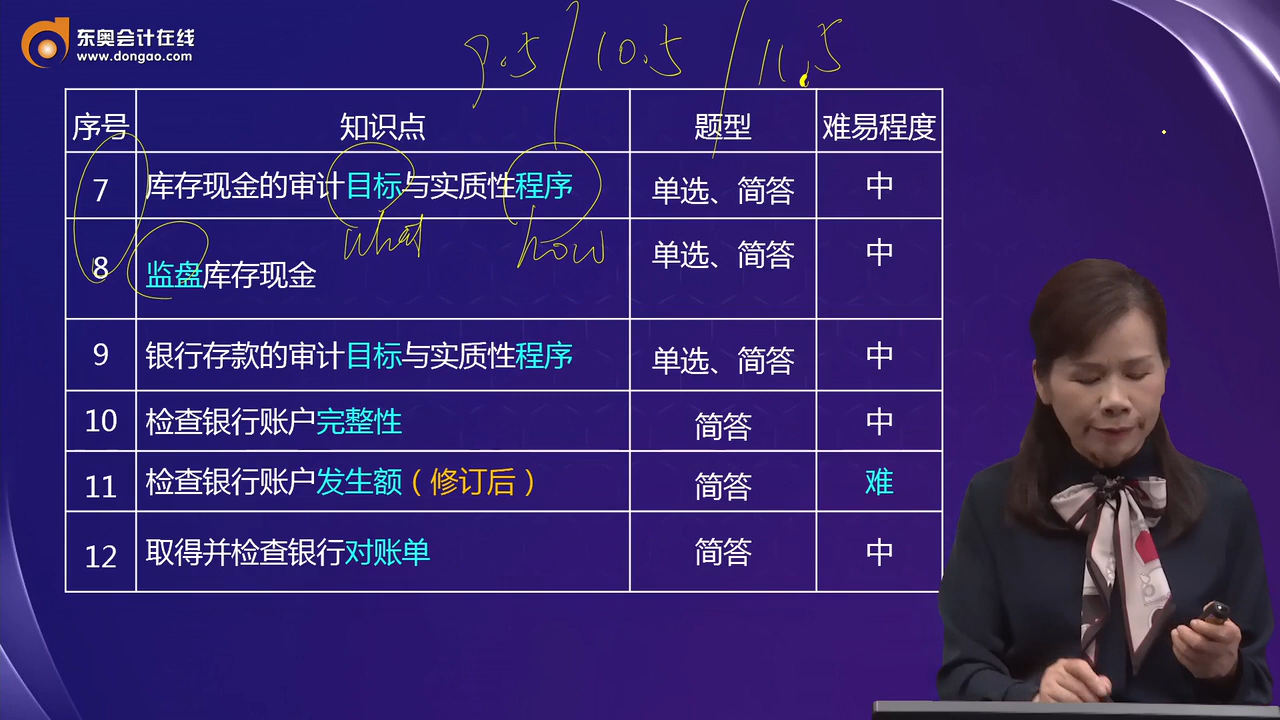 东奥会计在线
www.dongao.com
9.5 / 10.5 / 11.5
序号 知识点 题型 难易程度
7 库存现金的审计目标与实质性程序 单选、简答 中
what how
8 监盘库存现金 单选、简答 中
9 银行存款的审计目标与实质性程序 单选、简答 中
10 检查银行账户完整性 简答 中
11 检查银行账户发生额（修订后） 简答 难
12 取得并检查银行对账单 简答 中